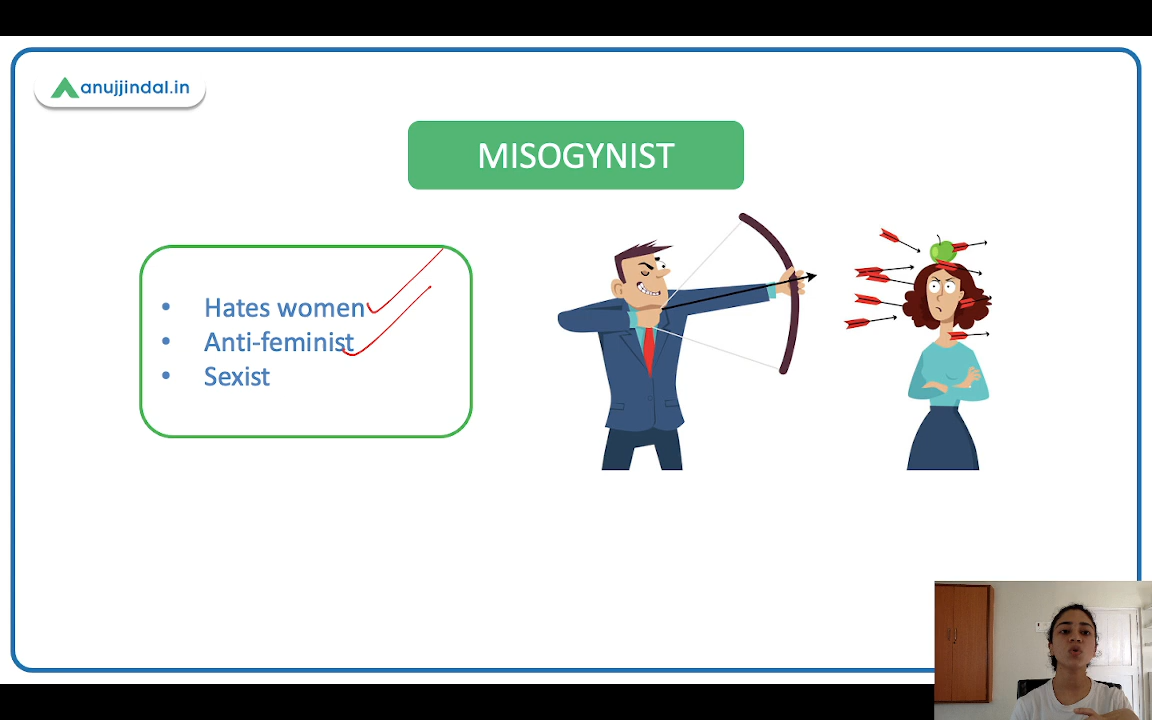 anujjindal.in
MISOGYNIST
• Hates women
• Anti-feminist
• Sexist